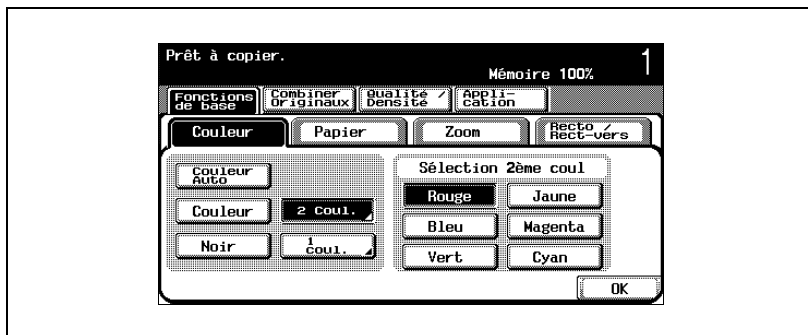 Prêt à copier.
Mémoire 100%
1
Fonctions
de base
Combiner
Originaux
Qualité /
Densité
Appli-
cation
Couleur
Papier
Zoom
Recto /
Rect-vers
Couleur
Auto
Couleur
2 Coul.
Noir
1
coul.
Sélection 2ème coul
Rouge
Jaune
Bleu
Magenta
Vert
Cyan
OK